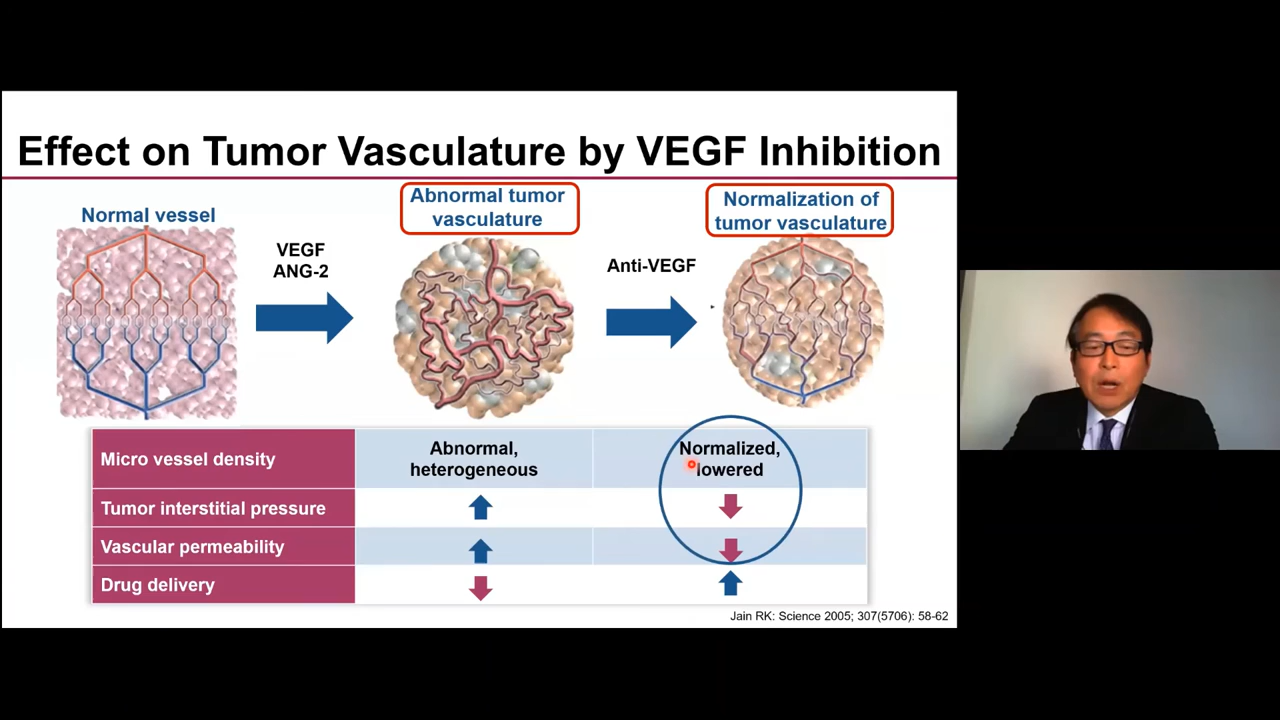 Effect on Tumor Vasculature by VEGF Inhibition
Normal vessel
VEGF
ANG-2
Abnormal tumor
vasculature
Anti-VEGF
Normalization of
tumor vasculature
Micro vessel density
Abnormal,
heterogeneous
Normalized,
lowered
Tumor interstitial pressure
Vascular permeability
Drug delivery
Jain RK: Science 2005; 307(5706): 58-62